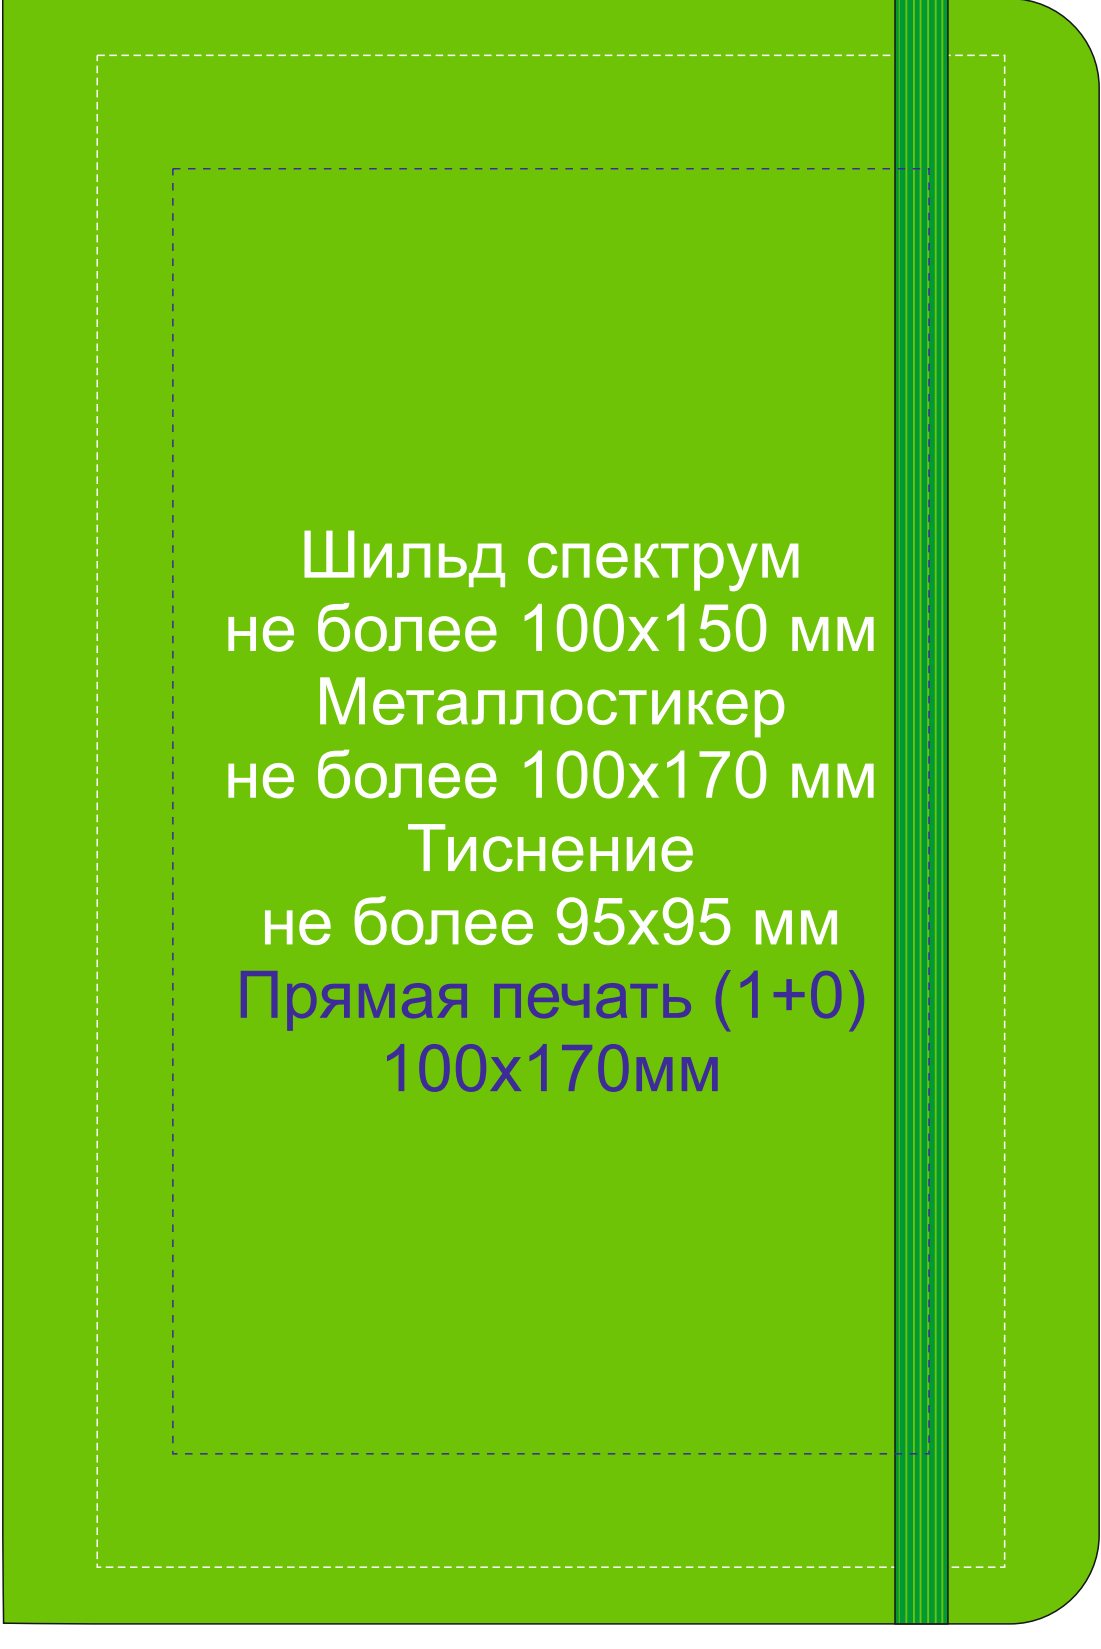 Шильд спектрум
не более 100х150 мм
Металлостикер
не более 100х170 мм
Тиснение
не более 95х95 мм
Прямая печать (1+0)
100х170мм